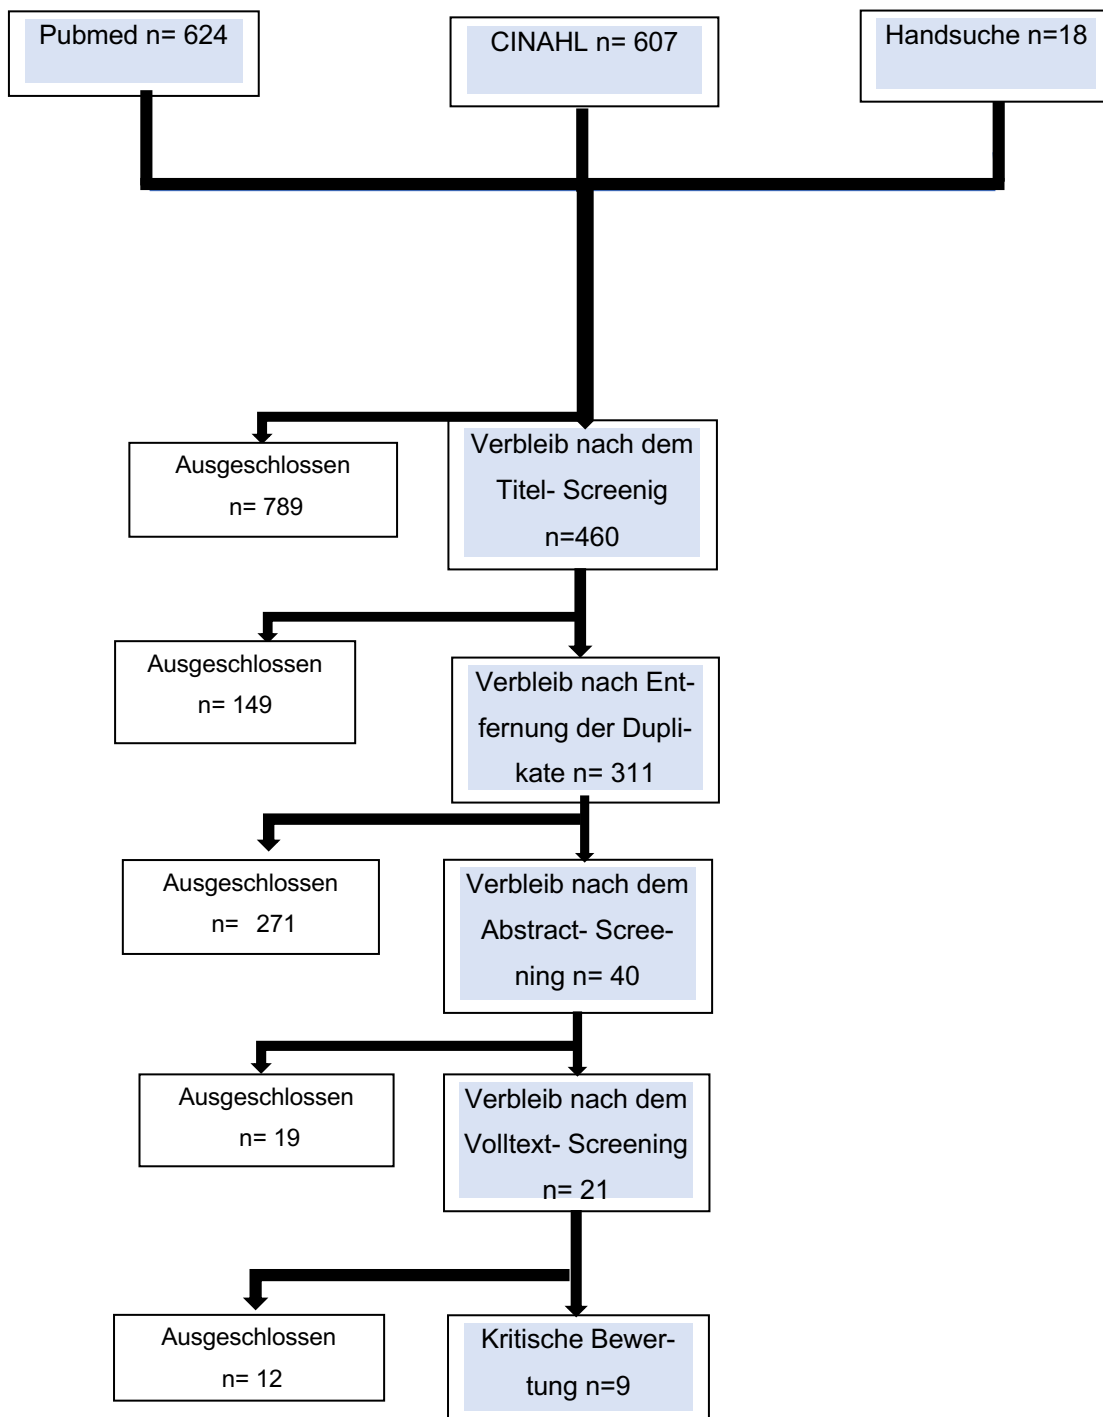 Pubmed n= 624
CINAHL n= 607
Handsuche n=18
Ausgeschlossen
n= 789
Verbleib nach dem
Titel- Screenig
n=460
Ausgeschlossen
n= 149
Verbleib nach Ent-
fernung der Dupli-
kate n= 311
Ausgeschlossen
n= 271
Verbleib nach dem
Abstract- Scree-
ning n= 40
Ausgeschlossen
n= 19
Verbleib nach dem
Volltext- Screening
n= 21
Ausgeschlossen
n= 12
Kritische Bewer-
tung n=9